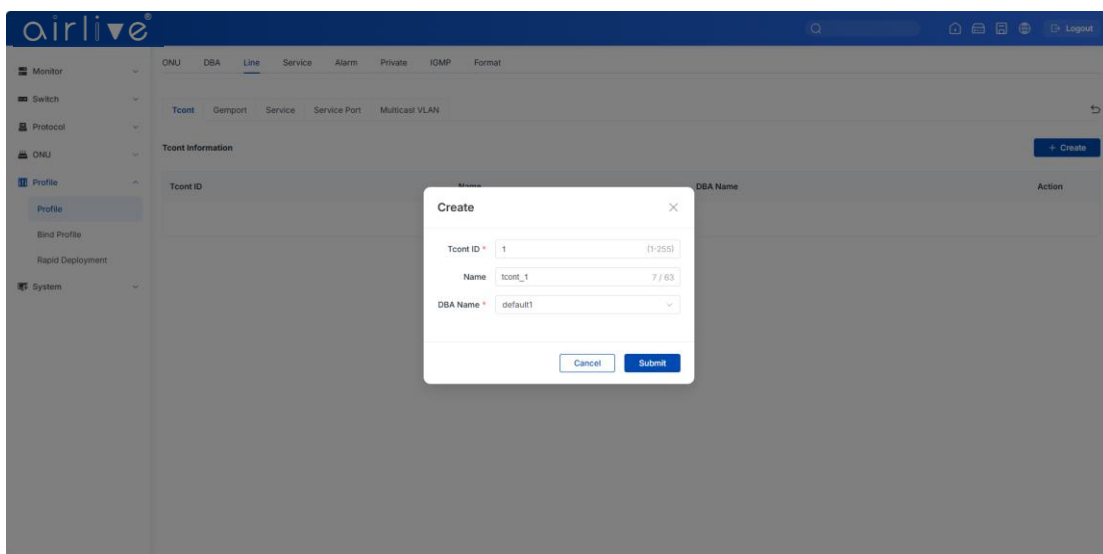 airlive®
Logout
Monitor
Switch
Protocol
ONU
Profile
Profile
Bind Profile
Rapid Deployment
System
ONU DBA Line Service Alarm Private IGMP Format
Tcont Gemport Service Service Port Multicast VLAN
Tcont Information
+ Create
Tcont ID Name DBA Name Action
Create
Tcont ID * 1 (1-255)
Name tcont_1 7 / 63
DBA Name * default1
Cancel Submit